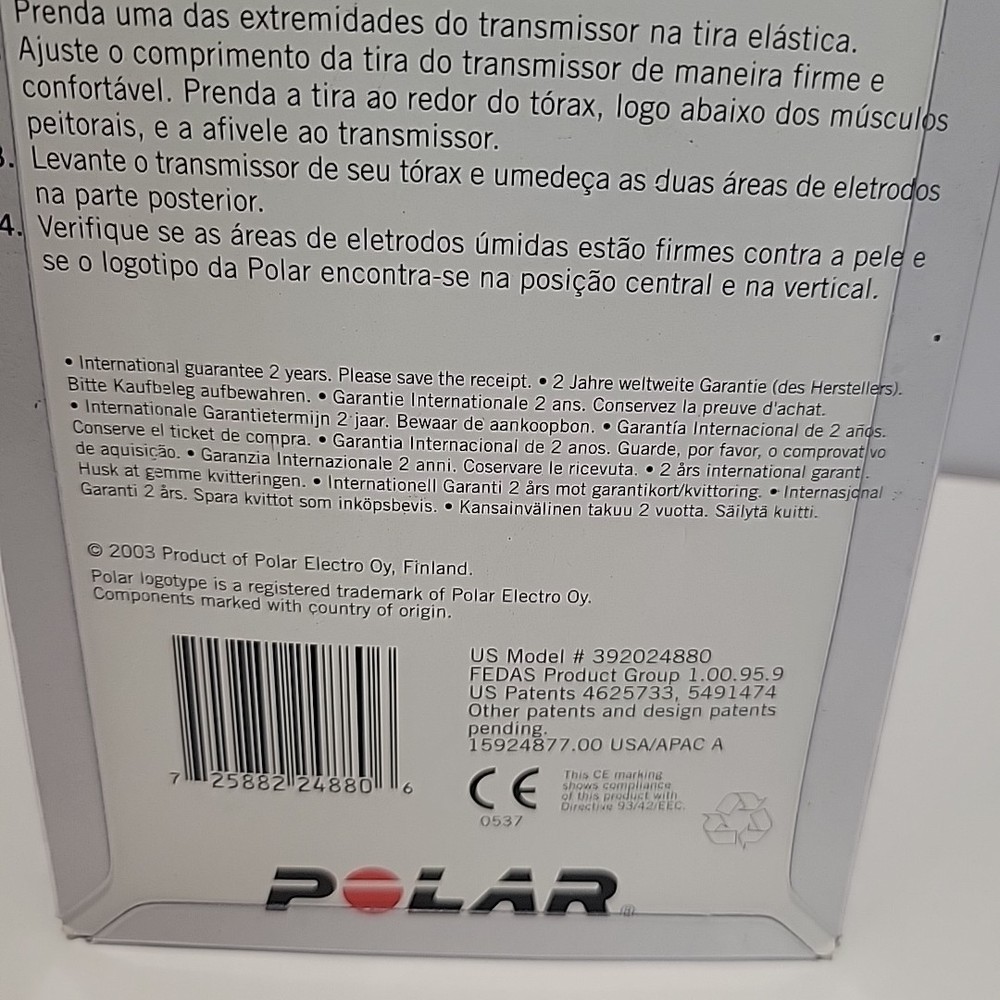 Prenda uma das extremidades do transmissor na tira elástica.
Ajuste o comprimento da tira do transmissor de maneira firme e
confortável. Prenda a tira ao redor do tórax, logo abaixo dos músculos
peitorais, e a afivele ao transmissor.
3. Levante o transmissor de seu tórax e umedeça as duas áreas de eletrodos
na parte posterior.
4. Verifique se as áreas de eletrodos úmidas estão firmes contra a pele e
se o logotipo da Polar encontra-se na posição central e na vertical.
• International guarantee 2 years. Please save the receipt. • 2 Jahre weltweite Garantie (des Herstellers).
Bitte Kaufbeleg aufbewahren. • Garantie Internationale 2 ans. Conservez la preuve d'achat.
• Internationale Garantietermijn 2 jaar. Bewaar de aankoopbon. • Garantía Internacional de 2 años.
Conserve el ticket de compra. • Garantia Internacional de 2 anos. Guarde, por favor, o comprovativo
de aquisição. • Garanzia Internazionale 2 anni. Coservare le ricevuta. • 2 års international garanti.
Husk at gemme kvitteringen. • Internationell Garanti 2 års mot garantikort/kvittoring. • Internasjonal
Garanti 2 års. Spara kvittot som inköpsbevis. • Kansainvälinen takuu 2 vuotta. Säilytä kuitti.
© 2003 Product of Polar Electro Oy, Finland.
Polar logotype is a registered trademark of Polar Electro Oy.
Components marked with country of origin.
US Model # 392024880
FEDAS Product Group 1.00.95.9
US Patents 4625733, 5491474
Other patents and design patents
pending.
15924877.00 USA/APAC A
7 25882 24880 6
CE
0537
This CE marking
shows compliance
of this product with
Directive 93/42/EEC.
POLAR®